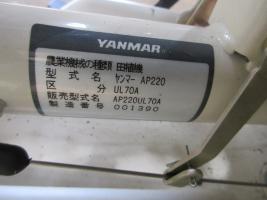 YANMAR
農業機械の種類 田植機
型式名 ヤンマー AP220
区分 UL70A
販売型式名 AP220UL70A
製造番号 001390